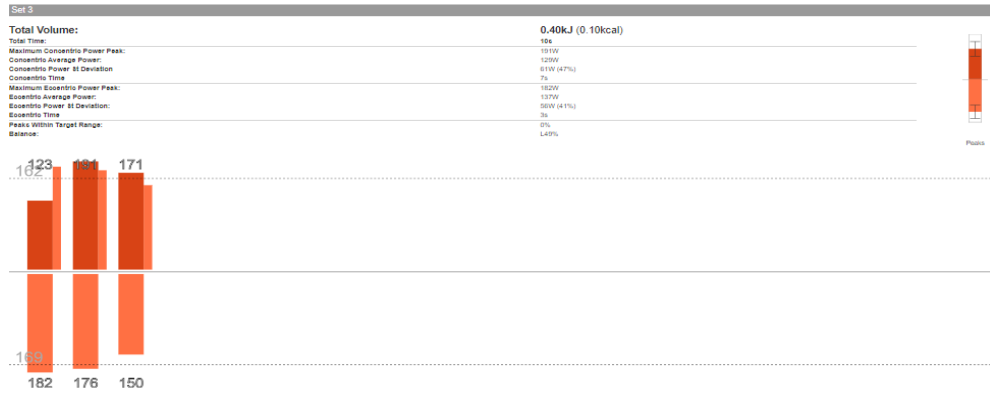 Set 3
Total Volume: 0.40kJ (0.10kcal)
Total Time: 10s
Maximum Concentric Power Peak: 191W
Concentric Average Power: 129W
Concentric Power St Deviation 61W (47%)
Concentric Time 7s
Maximum Eccentric Power Peak: 182W
Eccentric Average Power: 137W
Eccentric Power St Deviation: 56W (41%)
Eccentric Time 3s
Peaks Within Target Range: 0%
Balance: L49%
Peaks
123 191 171
162
169
182 176 150